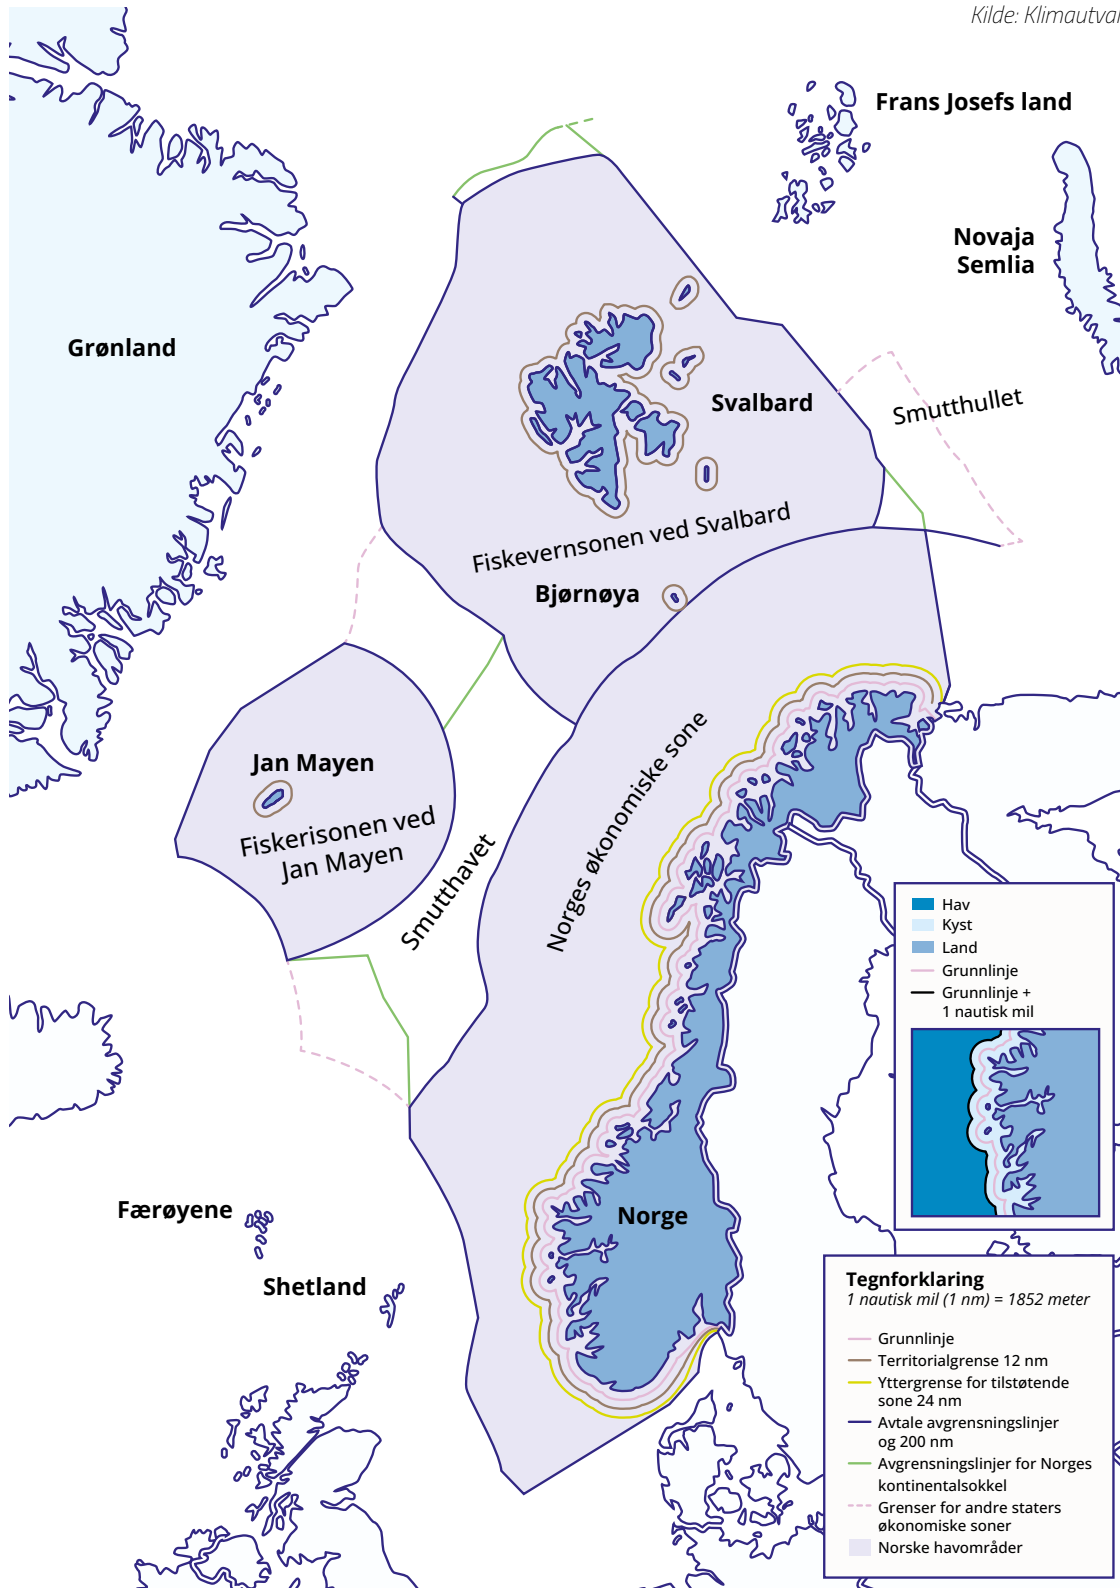 Kilde: Klimautval
Frans Josefs land
Novaja
Semlia
Grønland
Smutthullet
Svalbard
Fiskevernsonen ved Svalbard
Bjørnøya
Jan Mayen
Fiskerisonen ved
Jan Mayen
Smutthavet
Norges økonomiske sone
Hav
Kyst
Land
Grunnlinje
Grunnlinje +
1 nautisk mil
Færøyene
Norge
Shetland
Tegnforklaring
1 nautisk mil (1 nm) = 1852 meter
Grunnlinje
Territorialgrense 12 nm
Yttergrense for tilstøtende
sone 24 nm
Avtale avgrensningslinjer
og 200 nm
Avgrensningslinjer for Norges
kontinentalsokkel
Grenser for andre staters
økonomiske soner
Norske havområder